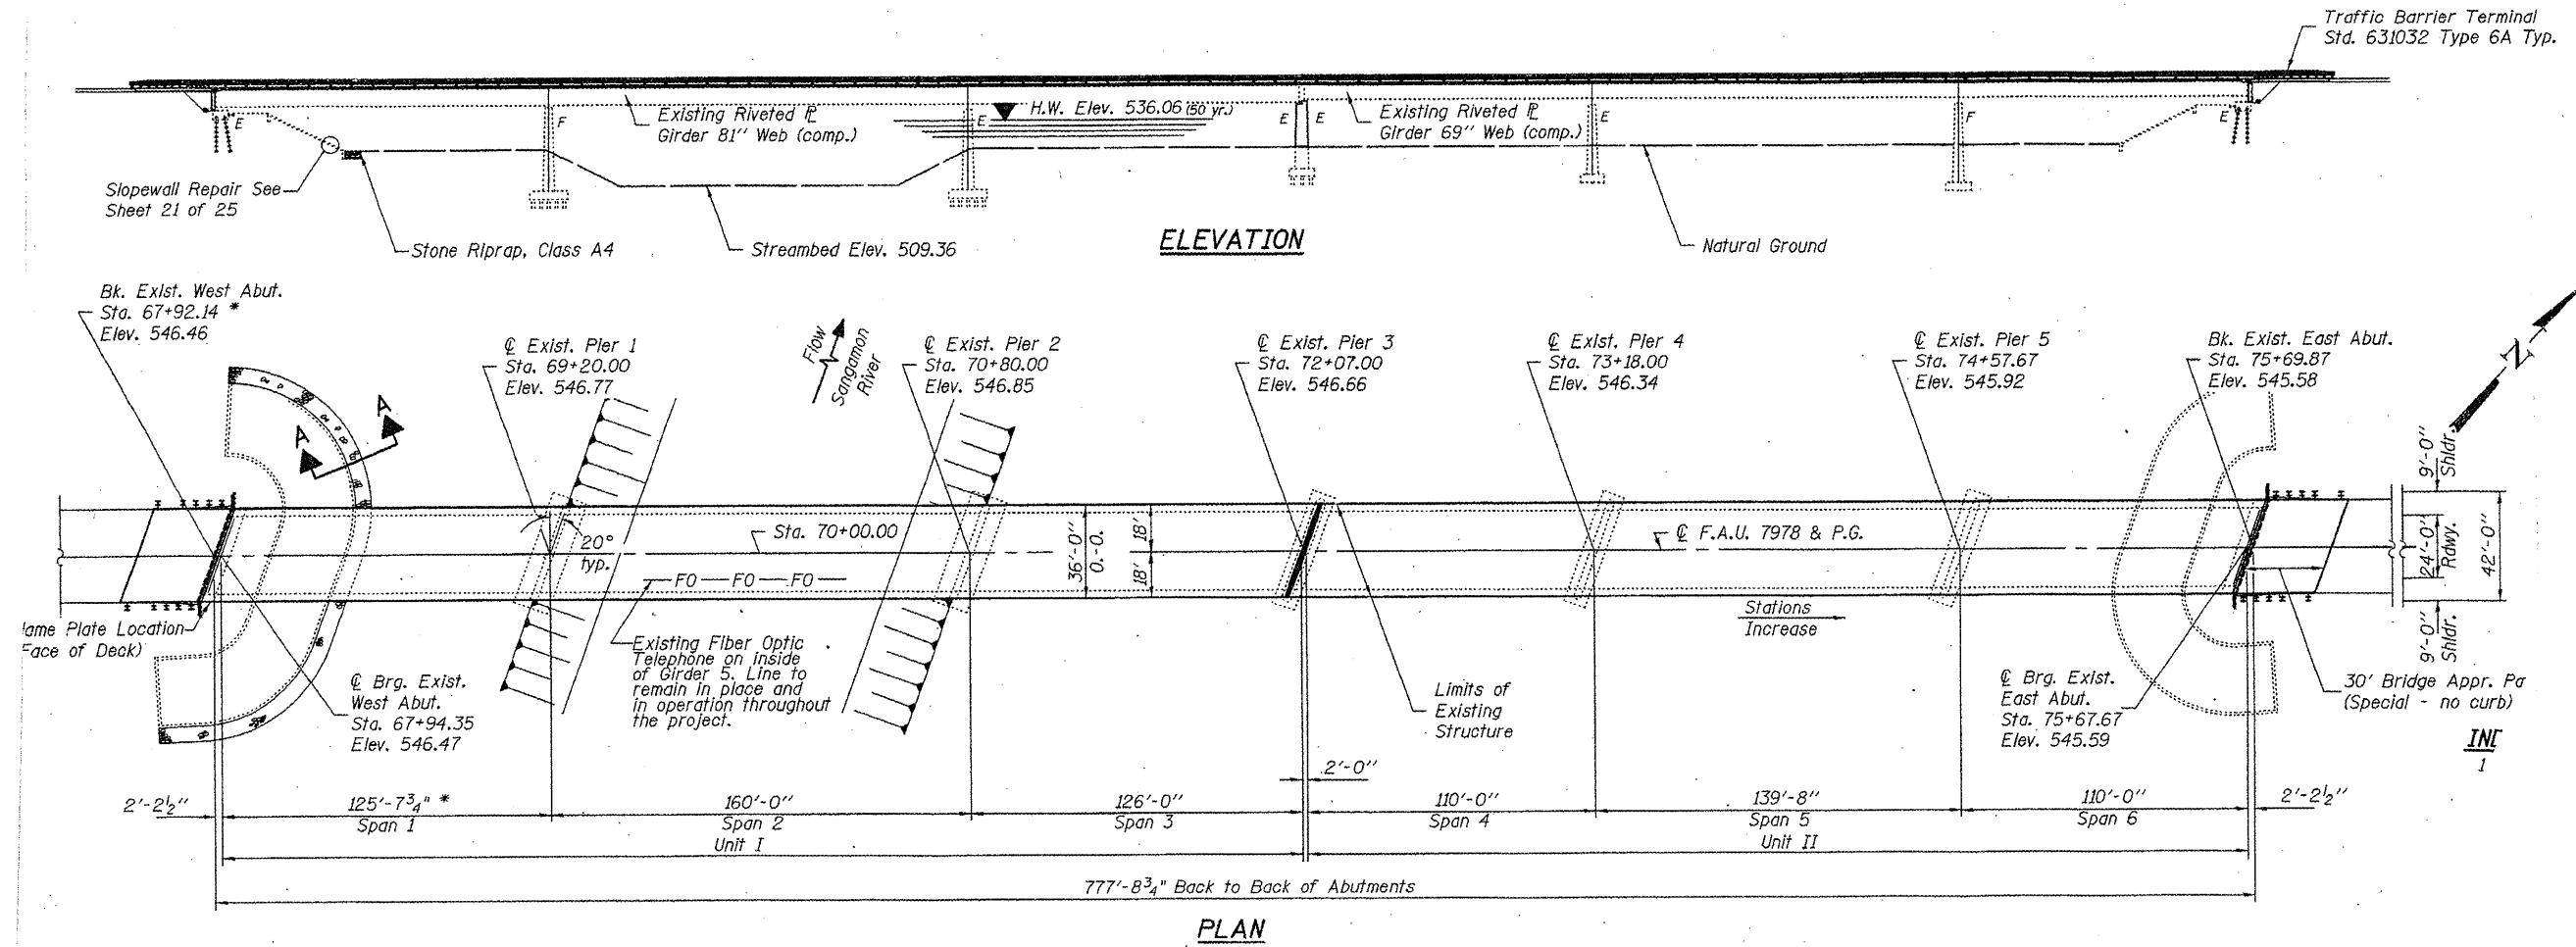 Traffic Barrier Terminal
Std. 631032 Type 6A Typ.
Existing Riveted ℄
Girder 81" Web (comp.)
H.W. Elev. 536.06 (50 yr.)
Existing Riveted ℄
Girder 69" Web (comp.)
E
F
E
E
E
E
F
E
Slopewall Repair See
Sheet 21 of 25
Stone Riprap, Class A4
Streambed Elev. 509.36
ELEVATION
Natural Ground
Bk. Exist. West Abut.
Sta. 67+92.14 *
Elev. 546.46
℄ Exist. Pier 1
Sta. 69+20.00
Elev. 546.77
Flow
Sangamon
River
℄ Exist. Pier 2
Sta. 70+80.00
Elev. 546.85
℄ Exist. Pier 3
Sta. 72+07.00
Elev. 546.66
℄ Exist. Pier 4
Sta. 73+18.00
Elev. 546.34
℄ Exist. Pier 5
Sta. 74+57.67
Elev. 545.92
Bk. Exist. East Abut.
Sta. 75+69.87
Elev. 545.58
N
A
A
20°
typ.
Sta. 70+00.00
FO FO FO
36'-0"
O.-O.
18'
18'
℄ F.A.U. 7978 & P.G.
9'-0"
Shldr.
24'-0"
Rdwy.
42'-0"
9'-0"
Shldr.
Stations
Increase
ame Plate Location
Face of Deck)
Existing Fiber Optic
Telephone on inside
of Girder 5. Line to
remain in place and
in operation throughout
the project.
℄ Brg. Exist.
West Abut.
Sta. 67+94.35
Elev. 546.47
Limits of
Existing
Structure
℄ Brg. Exist.
East Abut.
Sta. 75+67.67
Elev. 545.59
30' Bridge Appr. Pa
(Special - no curb)
IND
1
2'-0"
2'-2½"
125'-7¾" *
160'-0"
126'-0"
110'-0"
139'-8"
110'-0"
2'-2½"
Span 1
Span 2
Span 3
Span 4
Span 5
Span 6
Unit I
Unit II
777'-8¾" Back to Back of Abutments
PLAN